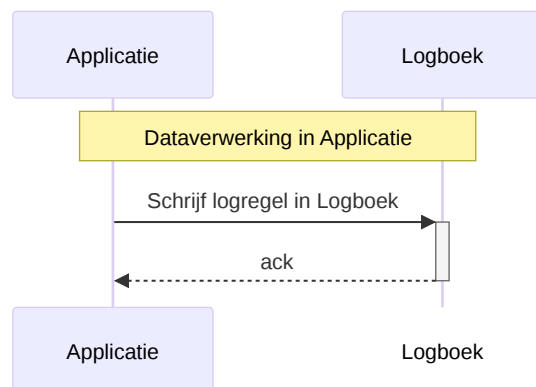 Applicatie
Logboek
Dataverwerking in Applicatie
Schrijf logregel in Logboek
ack
Applicatie
Logboek